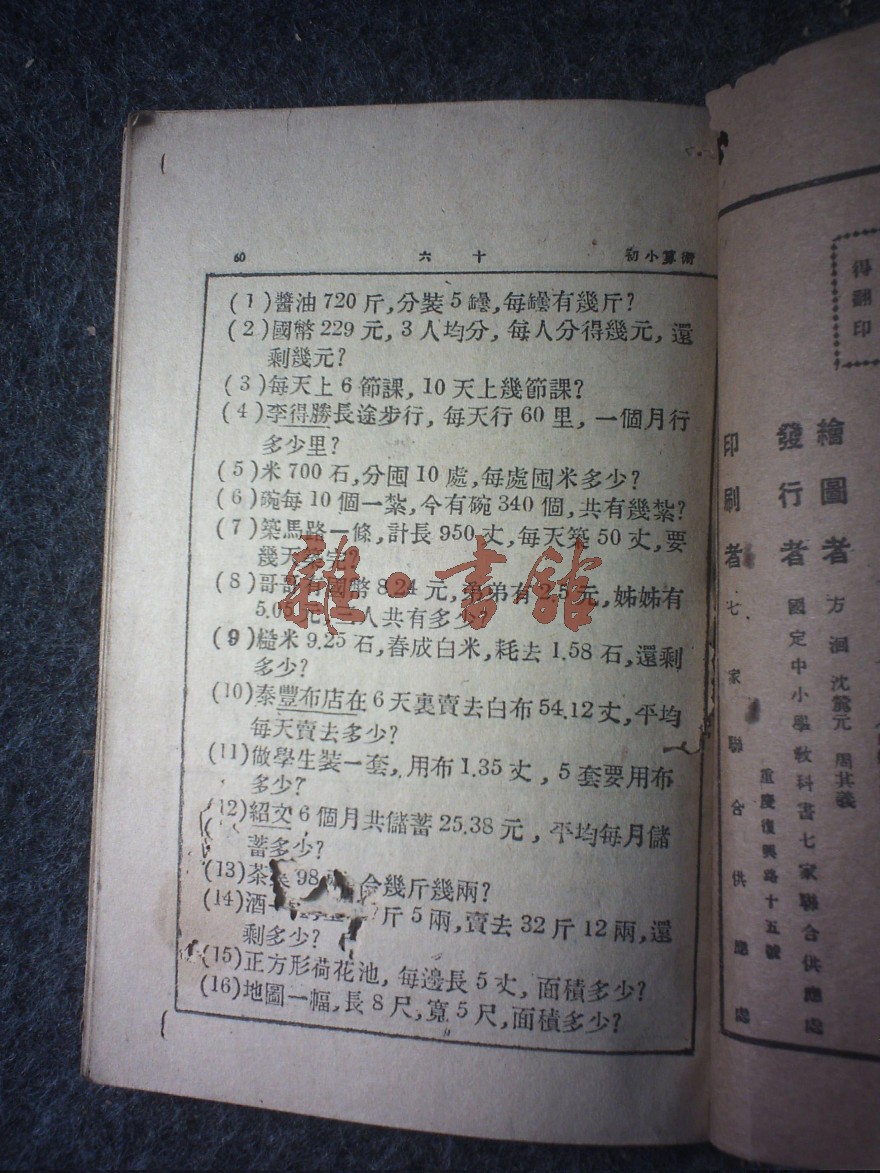 60 六十 初小算術
(1)醬油720斤,分裝5罎,每罎有幾斤?
(2)國幣229元,3人均分,每人分得幾元,還
剩幾元?
(3)每天上6節課,10天上幾節課?
(4)李得勝長途步行,每天行60里,一個月行
多少里?
(5)米700石,分囤10處,每處囤米多少?
(6)碗每10個一紮,今有碗340個,共有幾紮?
(7)築馬路一條,計長950丈,每天築50丈,要
幾天築完?
(8)哥哥有國幣8.24元,弟弟有2.5元,姊姊有
5.05元,三人共有多少?
(9)糙米9.25石,舂成白米,耗去1.58石,還剩
多少?
(10)泰豐布店在6天裏賣去白布54.12丈,平均
每天賣去多少?
(11)做學生裝一套,用布1.35丈,5套要用布
多少?
(12)紹文6個月共儲蓄25.38元,平均每月儲
蓄多少?
(13)茶 98 合幾斤幾兩?
(14)酒 斤5兩,賣去32斤12兩,還
剩多少?
(15)正方形荷花池,每邊長5丈,面積多少?
(16)地圖一幅,長8尺,寬5尺,面積多少?
雜·書館
得翻印
繪圖者 方洄 沈 元 周其義
發行者 國定中小學教科書七家聯合供應處
重慶復興路十五號
印刷者 七家聯合供應處